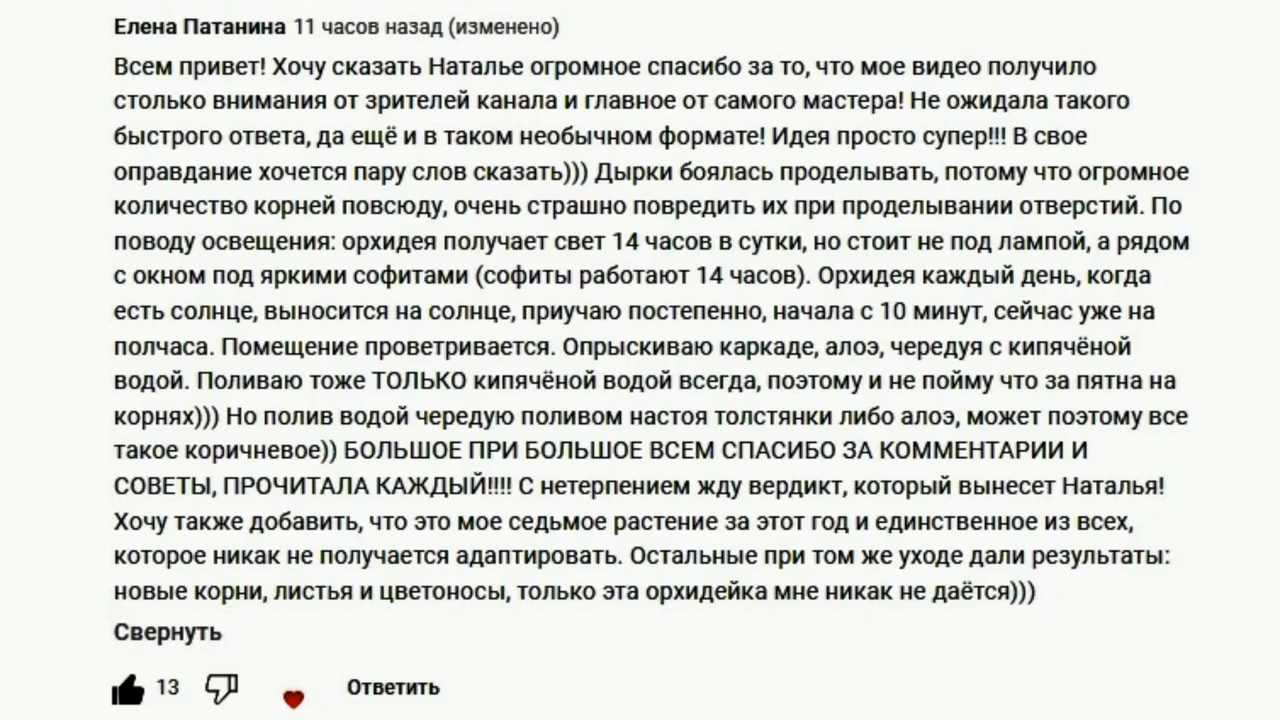 Елена Патанина 11 часов назад (изменено)
Всем привет! Хочу сказать Наталье огромное спасибо за то, что мое видео получило
столько внимания от зрителей канала и главное от самого мастера! Не ожидала такого
быстрого ответа, да ещё и в таком необычном формате! Идея просто супер!!! В свое
оправдание хочется пару слов сказать))) Дырки боялась проделывать, потому что огромное
количество корней повсюду, очень страшно повредить их при проделывании отверстий. По
поводу освещения: орхидея получает свет 14 часов в сутки, но стоит не под лампой, а рядом
с окном под яркими софитами (софиты работают 14 часов). Орхидея каждый день, когда
есть солнце, выносится на солнце, приучаю постепенно, начала с 10 минут, сейчас уже на
полчаса. Помещение проветривается. Опрыскиваю каркаде, алоэ, чередуя с кипячёной
водой. Поливаю тоже ТОЛЬКО кипячёной водой всегда, поэтому и не пойму что за пятна на
корнях))) Но полив водой чередую поливом настоя толстянки либо алоэ, может поэтому все
такое коричневое)) БОЛЬШОЕ ПРИ БОЛЬШОЕ ВСЕМ СПАСИБО ЗА КОММЕНТАРИИ И
СОВЕТЫ, ПРОЧИТАЛА КАЖДЫЙ!!!! С нетерпением жду вердикт, который вынесет Наталья!
Хочу также добавить, что это мое седьмое растение за этот год и единственное из всех,
которое никак не получается адаптировать. Остальные при том же уходе дали результаты:
новые корни, листья и цветоносы, только эта орхидейка мне никак не даётся)))
Свернуть
13 Ответить